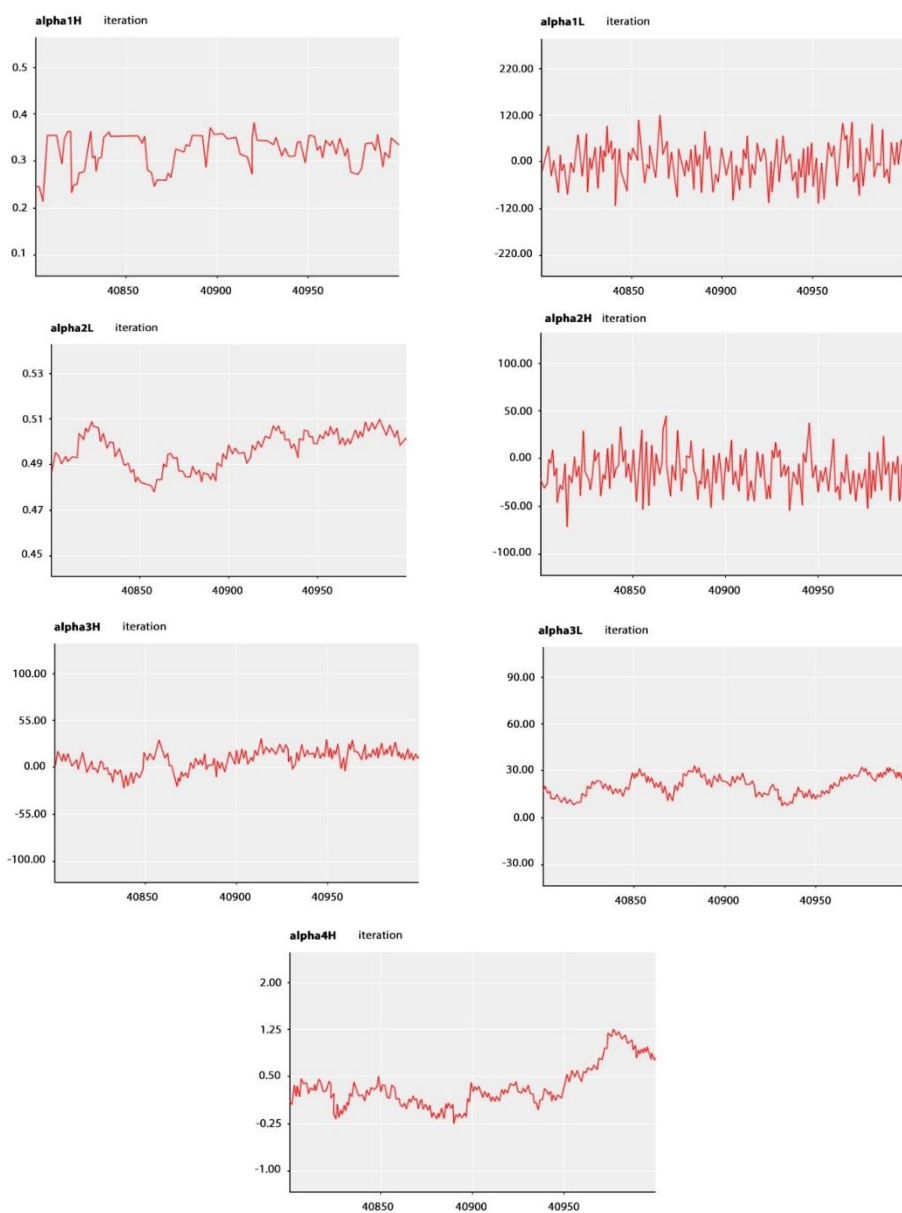 alpha1H iteration
0.5
0.4
0.3
0.2
0.1
40850 40900 40950
alpha1L iteration
220.00
120.00
0.00
-120.00
-220.00
40850 40900 40950
alpha2L iteration
0.53
0.51
0.49
0.47
0.45
40850 40900 40950
alpha2H iteration
100.00
50.00
0.00
-50.00
-100.00
40850 40900 40950
alpha3H iteration
100.00
55.00
0.00
-55.00
-100.00
40850 40900 40950
alpha3L iteration
90.00
60.00
30.00
0.00
-30.00
40850 40900 40950
alpha4H iteration
2.00
1.25
0.50
-0.25
-1.00
40850 40900 40950